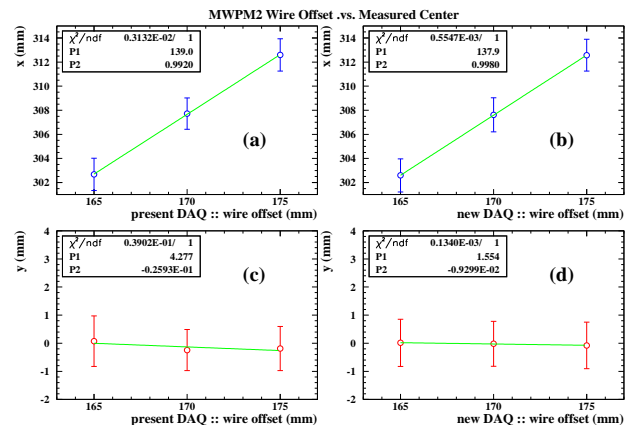 MWPM2 Wire Offset .vs. Measured Center
x (mm)
314
312
310
308
306
304
302
χ²/ndf 0.3132E-02/ 1
P1 139.0
P2 0.9920
(a)
165 170 175
present DAQ :: wire offset (mm)
x (mm)
314
312
310
308
306
304
302
χ²/ndf 0.5547E-03/ 1
P1 137.9
P2 0.9980
(b)
165 170 175
new DAQ :: wire offset (mm)
y (mm)
4
3
2
1
0
-1
-2
χ²/ndf 0.3902E-01/ 1
P1 4.277
P2 -0.2593E-01
(c)
165 170 175
present DAQ :: wire offset (mm)
y (mm)
4
3
2
1
0
-1
-2
χ²/ndf 0.1340E-03/ 1
P1 1.554
P2 -0.9299E-02
(d)
165 170 175
new DAQ :: wire offset (mm)